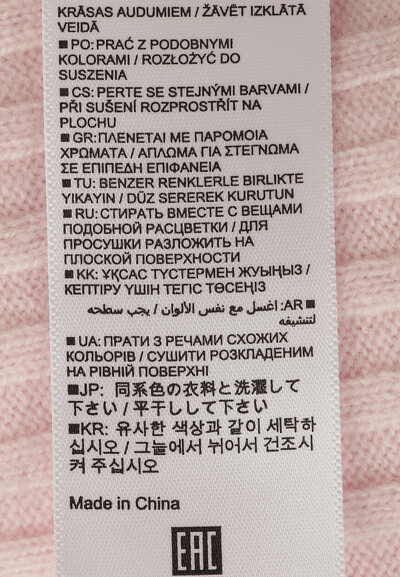 KRĀSAS AUDUMIEM / ŽĀVĒT IZKLĀTĀ
VEIDĀ
■ PO: PRAĆ Z PODOBNYMI
KOLORAMI / ROZŁOŻYĆ DO
SUSZENIA
■ CS: PERTE SE STEJNÝMI BARVAMI /
PŘI SUŠENÍ ROZPROSTŘÍT NA
PLOCHU
■ GR: ΠΛΕΝΕΤΑΙ ΜΕ ΠΑΡΟΜΟΙΑ
ΧΡΩΜΑΤΑ / ΑΠΛΩΜΑ ΓΙΑ ΣΤΕΓΝΩΜΑ
ΣΕ ΕΠΙΠΕΔΗ ΕΠΙΦΑΝΕΙΑ
■ TU: BENZER RENKLERLE BIRLIKTE
YIKAYIN / DÜZ SEREREK KURUTUN
■ RU: СТИРАТЬ ВМЕСТЕ С ВЕЩАМИ
ПОДОБНОЙ РАСЦВЕТКИ / ДЛЯ
ПРОСУШКИ РАЗЛОЖИТЬ НА
ПЛОСКОЙ ПОВЕРХНОСТИ
■ KK: ҰҚСАС ТҮСТЕРМЕН ЖУЫҢЫЗ /
КЕПТІРУ ҮШІН ТЕГІС ТӨСЕҢІЗ
■ AR: اغسل مع نفس الألوان / يجب سطحه
لتنشيفه
■ UA: ПРАТИ З РЕЧАМИ СХОЖИХ
КОЛЬОРІВ / СУШИТИ РОЗКЛАДЕНИМ
НА РІВНІЙ ПОВЕРХНІ
■JP: 同系色の衣料と洗濯して
下さい / 平干しして下さい
■KR: 유사한 색상과 같이 세탁하
십시오 / 그늘에서 뉘어서 건조시
켜 주십시오
Made in China
EAC